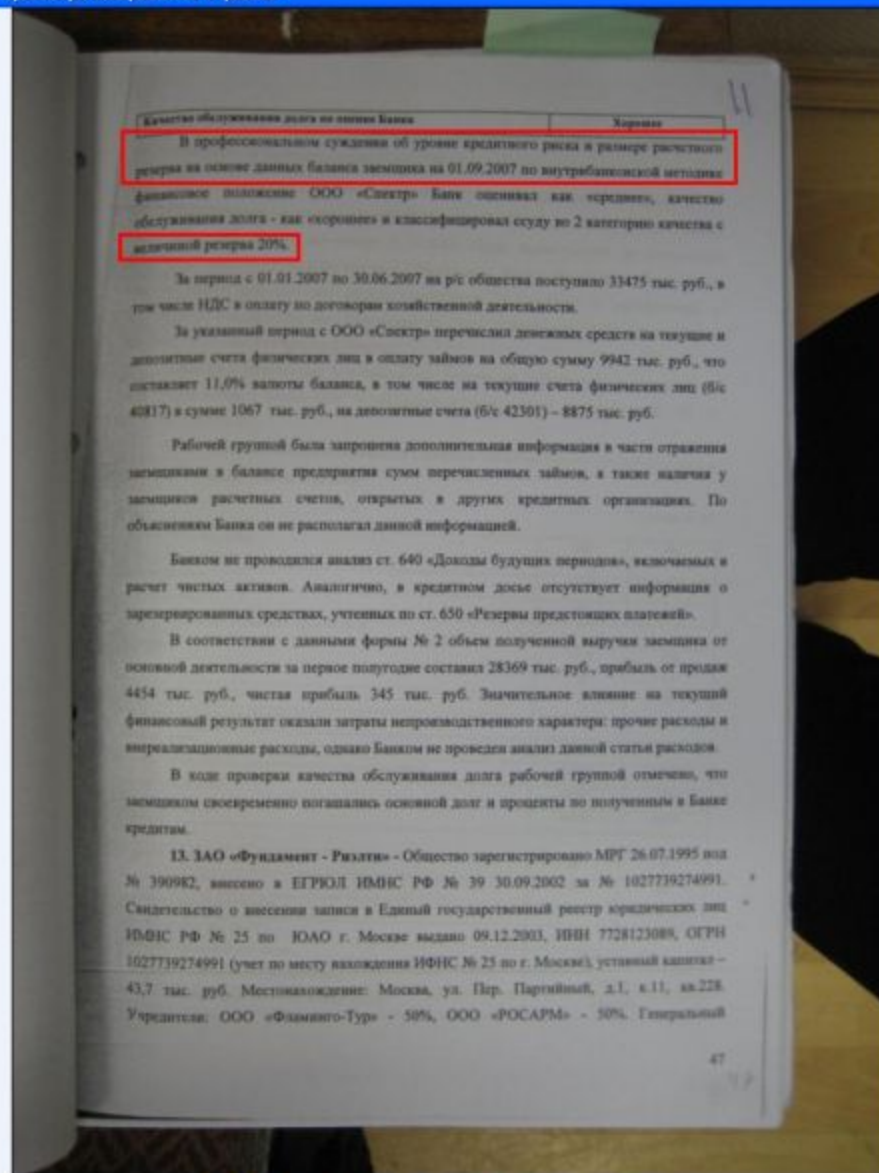 11
Качество обслуживания долга по оценке Банка Хорошее
В профессиональном суждении об уровне кредитного риска и размере расчетного
резерва на основе данных баланса заемщика на 01.09.2007 по внутрибанковской методике
финансовое положение ООО «Спектр» Банк оценивал как «среднее», качество
обслуживания долга - как «хорошее» и классифицировал ссуду во 2 категорию качества с
величиной резерва 20%.
За период с 01.01.2007 по 30.06.2007 на р/с общества поступило 33475 тыс. руб., в
том числе НДС в оплату по договорам хозяйственной деятельности.
За указанный период с ООО «Спектр» перечислил денежных средств на текущие и
депозитные счета физических лиц в оплату займов на общую сумму 9942 тыс. руб., что
составляет 11,0% валюты баланса, в том числе на текущие счета физических лиц (б/с
40817) в сумме 1067 тыс. руб., на депозитные счета (б/с 42301) – 8875 тыс. руб.
Рабочей группой была запрошена дополнительная информация в части отражения
заемщиками в балансе предприятия сумм перечисленных займов, а также наличия у
заемщиков расчетных счетов, открытых в других кредитных организациях. По
объяснениям Банка он не располагал данной информацией.
Банком не проводился анализ ст. 640 «Доходы будущих периодов», включаемых в
расчет чистых активов. Аналогично, в кредитном досье отсутствует информация о
зарезервированных средствах, учтенных по ст. 650 «Резервы предстоящих платежей».
В соответствии с данными формы № 2 объем полученной выручки заемщика от
основной деятельности за первое полугодие составил 28369 тыс. руб., прибыль от продаж
4454 тыс. руб., чистая прибыль 345 тыс. руб. Значительное влияние на текущий
финансовый результат оказали затраты непроизводственного характера: прочие расходы и
внереализационные расходы, однако Банком не проведен анализ данной статьи расходов.
В ходе проверки качества обслуживания долга рабочей группой отмечено, что
заемщиком своевременно погашались основной долг и проценты по полученным в Банке
кредитам.
13. ЗАО «Фундамент - Риэлти» - Общество зарегистрировано МРГ 26.07.1995 под
№ 390982, внесено в ЕГРЮЛ ИМНС РФ № 39 30.09.2002 за № 1027739274991.
Свидетельство о внесении записи в Единый государственный реестр юридических лиц
ИМНС РФ № 25 по ЮАО г. Москве выдано 09.12.2003, ИНН 7728123089, ОГРН
1027739274991 (учет по месту нахождения ИФНС № 25 по г. Москве), уставный капитал –
43,7 тыс. руб. Местонахождение: Москва, ул. Пер. Партийный, д.1, к.11, кв.228.
Учредители: ООО «Фламинго-Тур» - 50%, ООО «РОСАРМ» - 50%. Генеральный
47